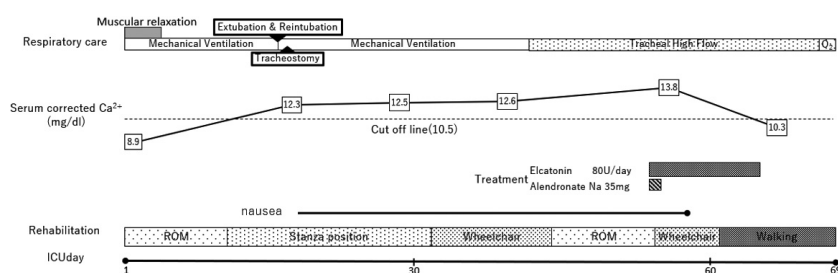 Muscular relaxation
Extubation & Reintubation
Respiratory care
Mechanical Ventilation
Mechanical Ventilation
Tracheal High Flow
O₂
Tracheostomy
Serum corrected Ca²⁺
(mg/dl)
8.9
12.3
12.5
12.6
13.8
10.3
Cut off line(10.5)
Treatment
Elcatonin 80U/day
Alendronate Na 35mg
nausea
Rehabilitation
ROM
Stanza position
Wheelchair
ROM
Wheelchair
Walking
ICUday
1
30
60